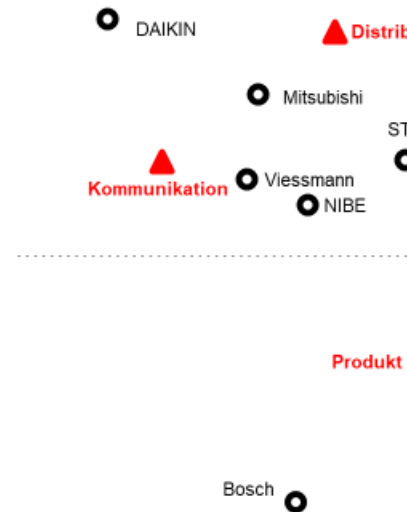 DAIKIN
Mitsubishi
Kommunikation
Viessmann
NIBE
Produkt
Bosch